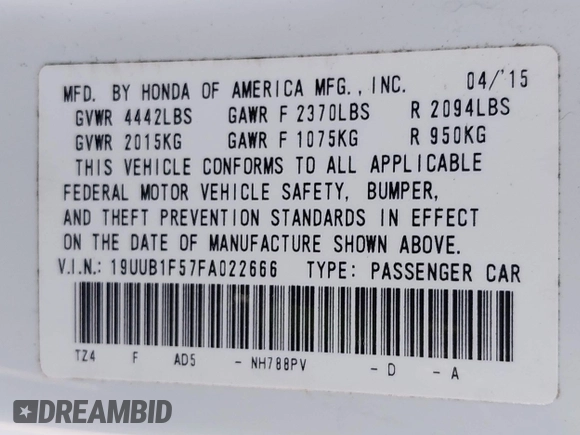 MFD. BY HONDA OF AMERICA MFG., INC. 04/'15
GVWR 4442LBS GAWR F 2370LBS R 2094LBS
GVWR 2015KG GAWR F 1075KG R 950KG
THIS VEHICLE CONFORMS TO ALL APPLICABLE
FEDERAL MOTOR VEHICLE SAFETY, BUMPER,
AND THEFT PREVENTION STANDARDS IN EFFECT
ON THE DATE OF MANUFACTURE SHOWN ABOVE.
V.I.N.: 19UUB1F57FA022666 TYPE: PASSENGER CAR
TZ4 F AD5 - NH788PV - D - A
DREAMBID